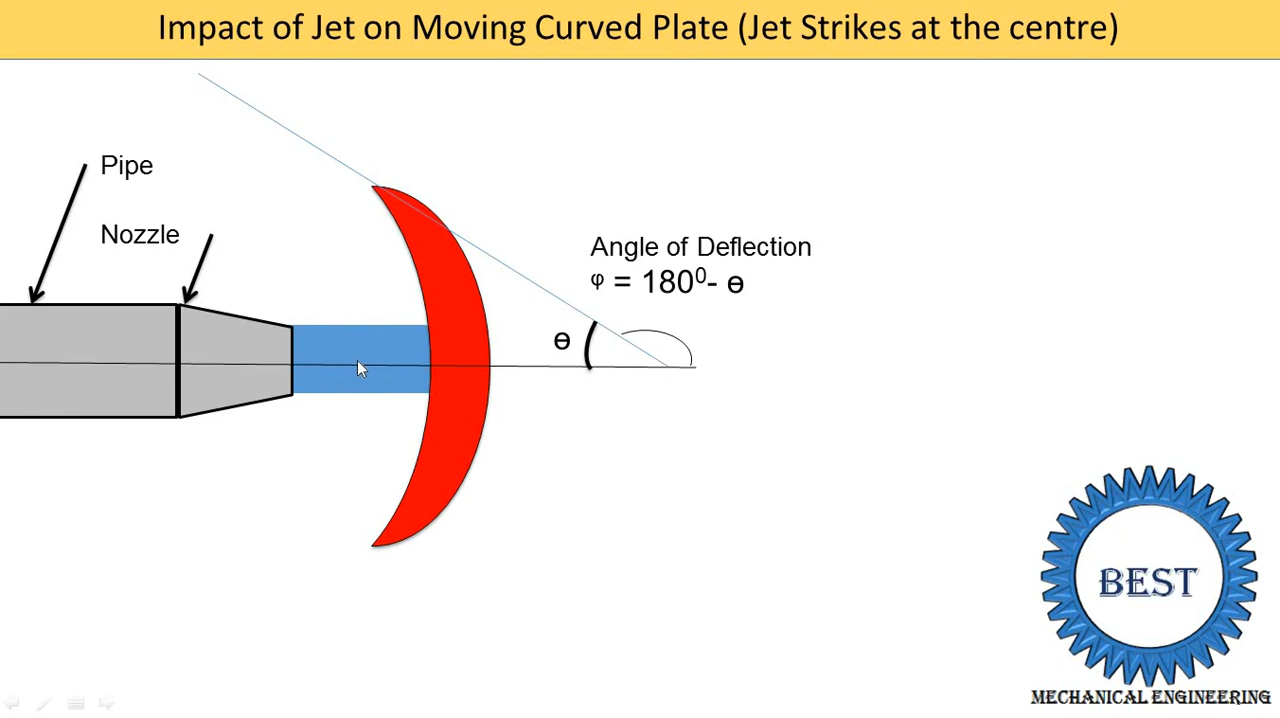 Impact of Jet on Moving Curved Plate (Jet Strikes at the centre)
Pipe
Nozzle
Angle of Deflection
φ = 180⁰- ɵ
ɵ
BEST
MECHANICAL ENGINEERING